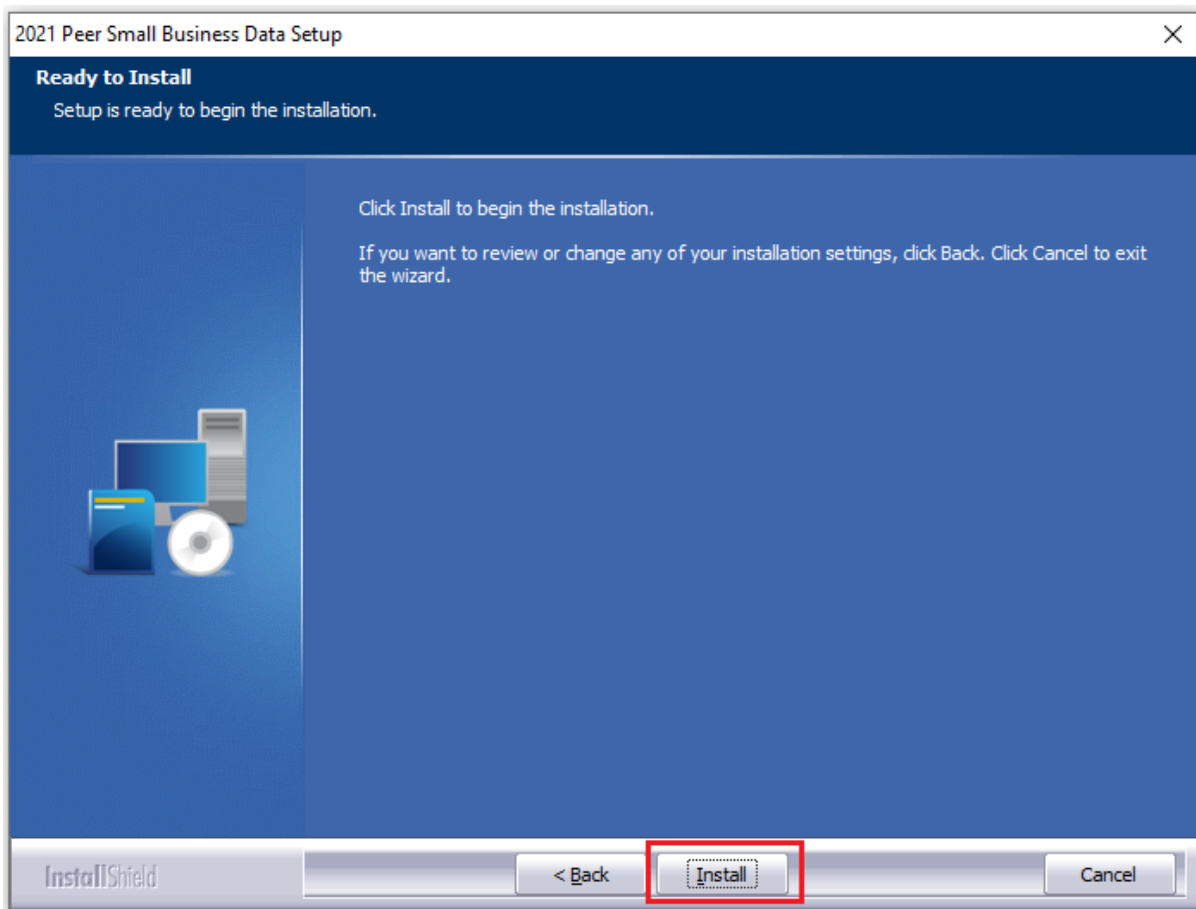 2021 Peer Small Business Data Setup
Ready to Install
Setup is ready to begin the installation.
Click Install to begin the installation.
If you want to review or change any of your installation settings, click Back. Click Cancel to exit
the wizard.
InstallShield
< Back
Install
Cancel